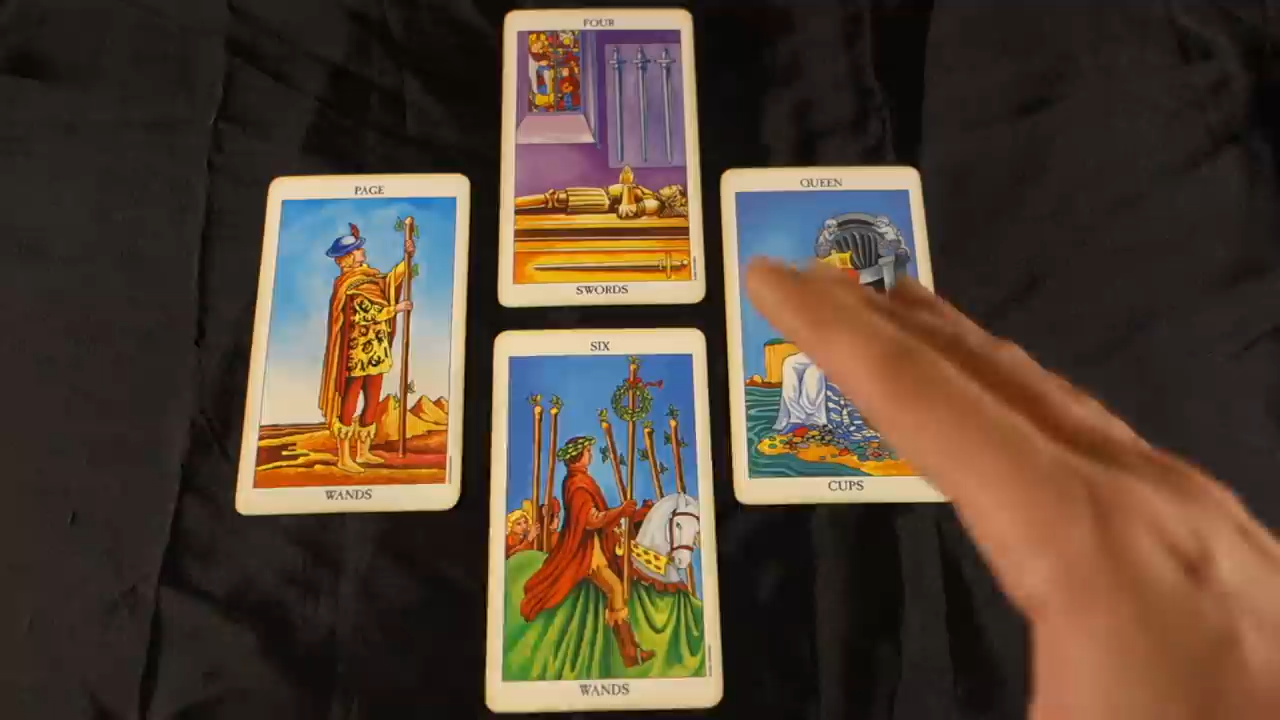 FOUR
SWORDS
PAGE
WANDS
QUEEN
CUPS
SIX
WANDS